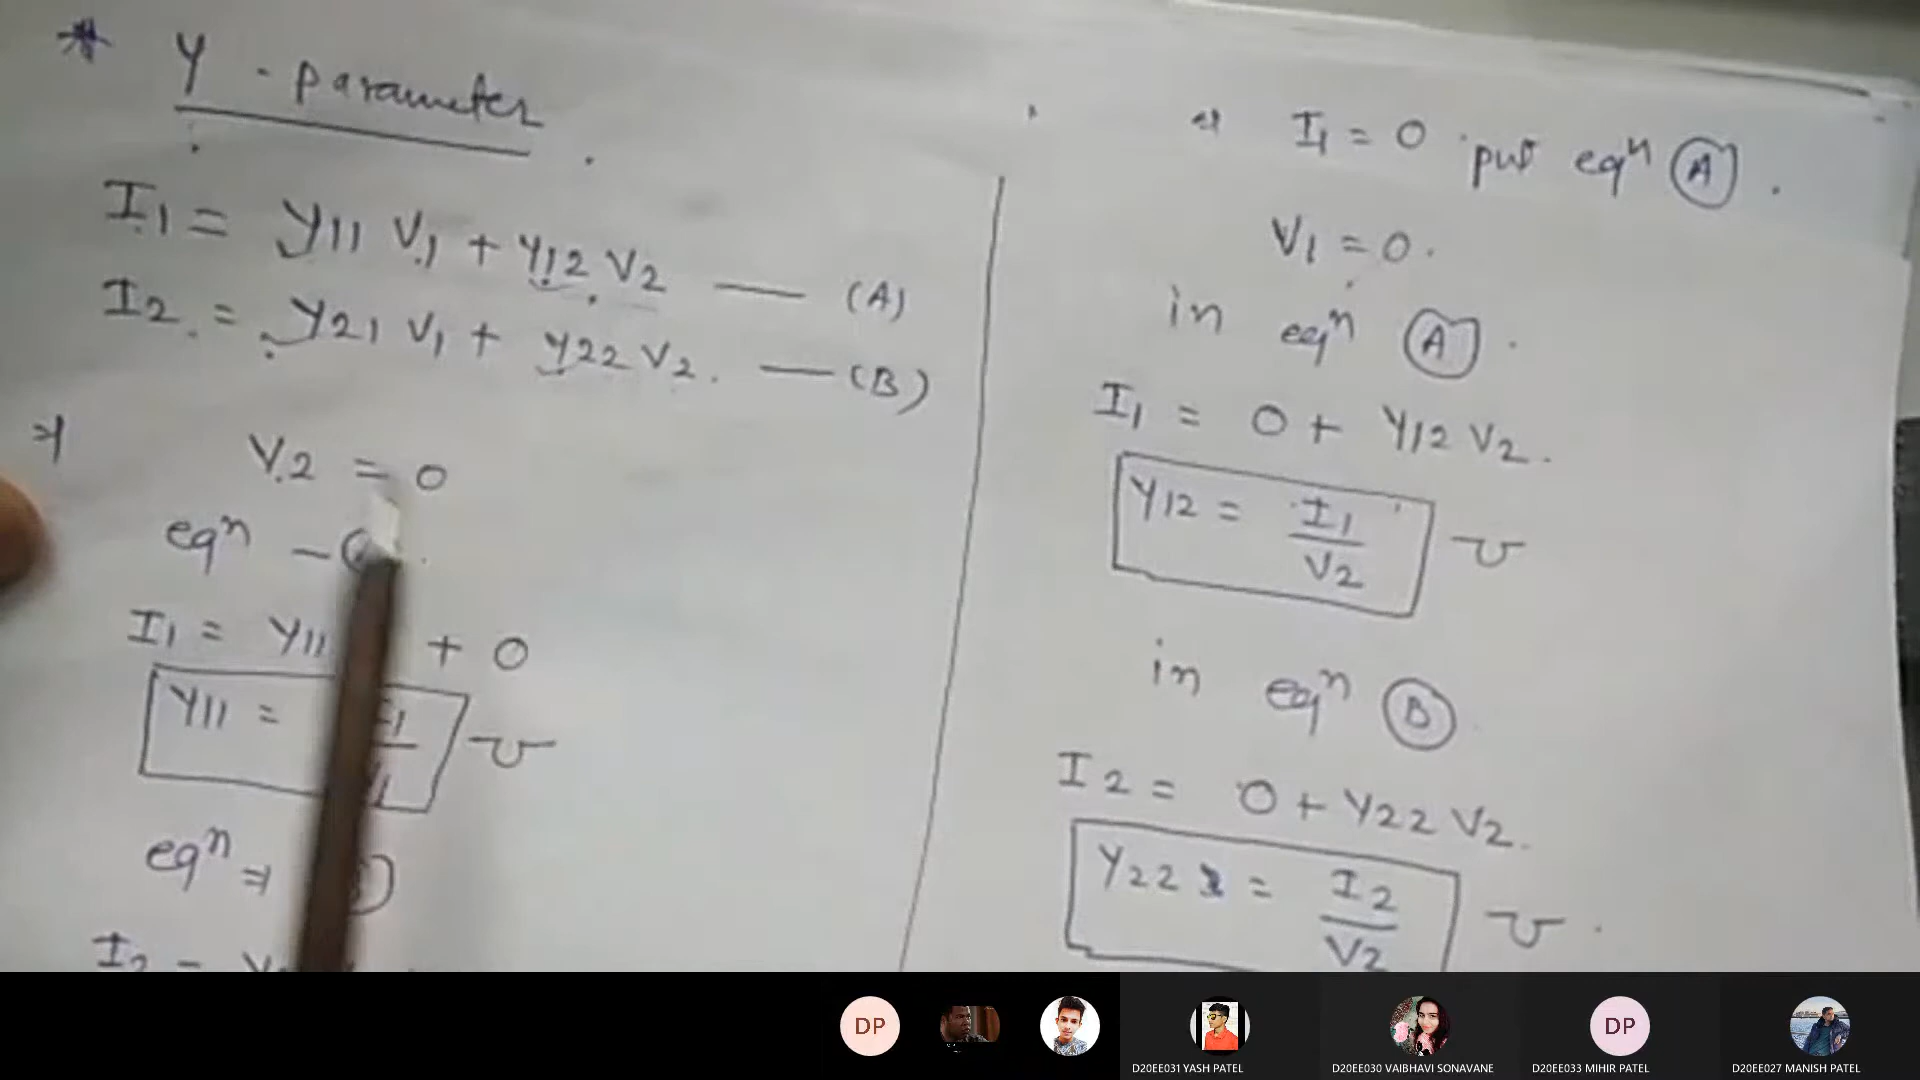 * Y - parameter.
I1 = Y11 V1 + Y12 V2 — (A)
I2 = Y21 V1 + Y22 V2. — (B)
⇒ V2 = 0
eqⁿ —
I1 = Y11 + 0
Y11 = I1 / V1 ℧
eqⁿ ⇒
I2 =
I1 = 0 put eqⁿ (A).
V1 = 0.
in eqⁿ (A).
I1 = 0 + Y12 V2.
Y12 = I1 / V2 ℧
in eqⁿ (B)
I2 = 0 + Y22 V2.
Y22 = I2 / V2 ℧.
DP
D20EE031 YASH PATEL
D20EE030 VAIBHAVI SONAVANE
DP
D20EE033 MIHIR PATEL
D20EE027 MANISH PATEL